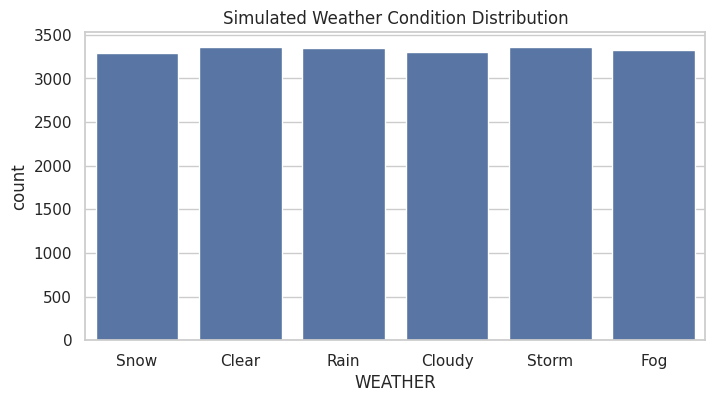 Simulated Weather Condition Distribution
3500
3000
2500
2000
1500
1000
500
0
count
Snow Clear Rain Cloudy Storm Fog
WEATHER